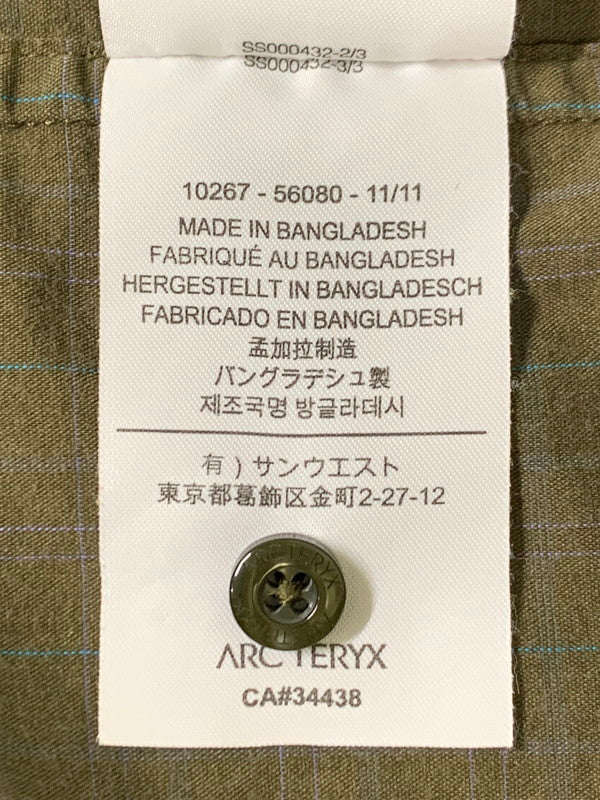 SS000432-2/3
SS000432-3/3
10267 - 56080 - 11/11
MADE IN BANGLADESH
FABRIQUÉ AU BANGLADESH
HERGESTELLT IN BANGLADESCH
FABRICADO EN BANGLADESH
孟加拉制造
バングラデシュ製
제조국명 방글라데시
有）サンウエスト
東京都葛飾区金町2-27-12
ARC'TERYX
ARC'TERYX
CA#34438